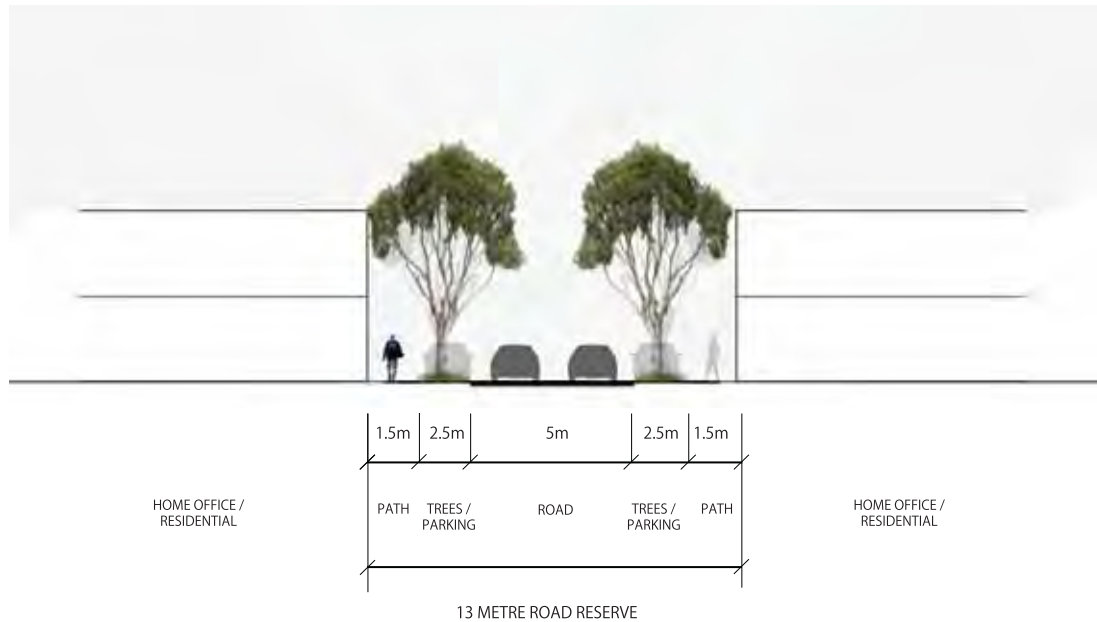 1.5m 2.5m 5m 2.5m 1.5m
HOME OFFICE /
RESIDENTIAL
PATH
TREES /
PARKING
ROAD
TREES /
PARKING
PATH
HOME OFFICE /
RESIDENTIAL
13 METRE ROAD RESERVE